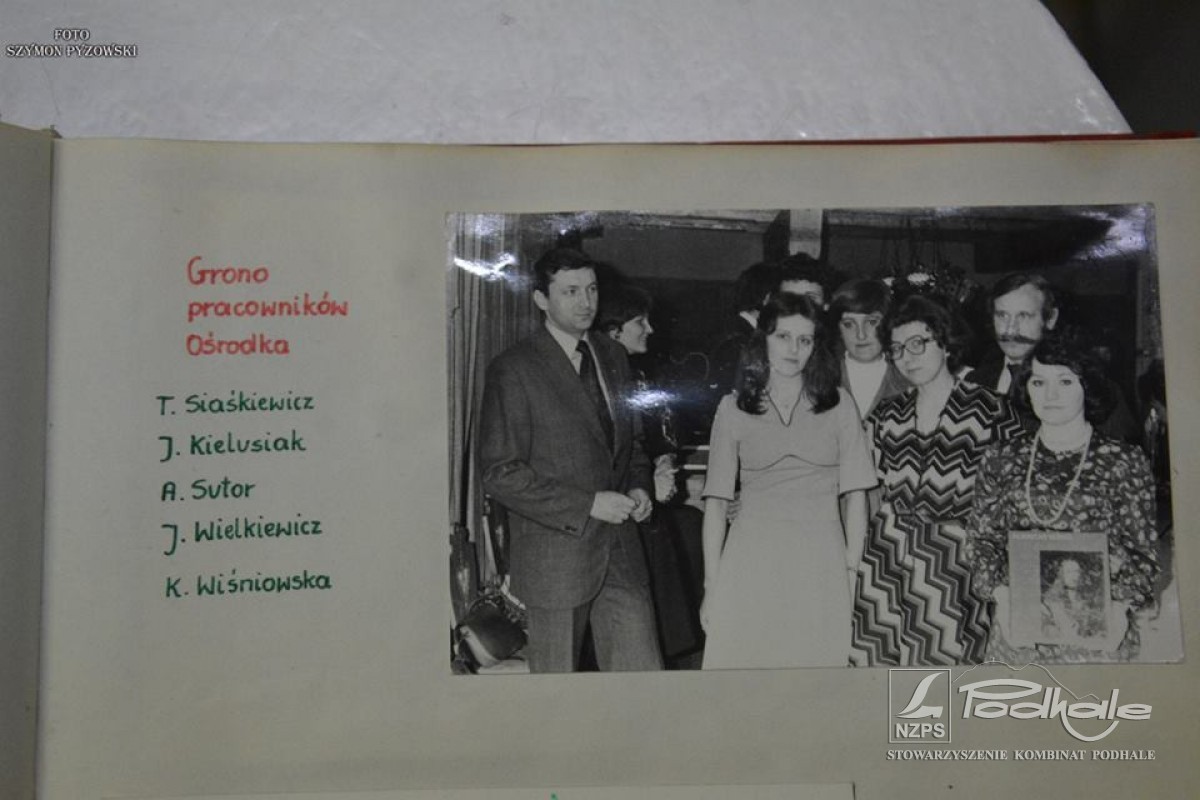 FOTO
SZYMON PYZOWSKI
Grono
pracowników
Ośrodka
T. Siaśkiewicz
J. Kielusiak
A. Sutor
J. Wielkiewicz
K. Wiśniowska
NZPS
Podhale
STOWARZYSZENIE KOMBINAT PODHALE